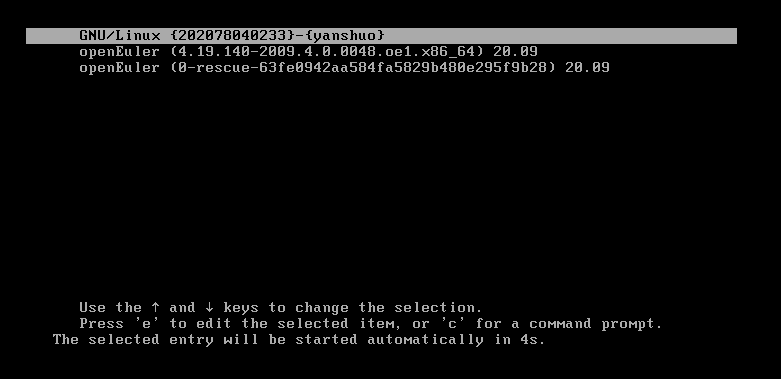 GNU/Linux {202078040233}-{yanshuo}
openEuler (4.19.140-2009.4.0.0048.oe1.x86_64) 20.09
openEuler (0-rescue-63fe0942aa584fa5829b480e295f9b28) 20.09
Use the ↑ and ↓ keys to change the selection.
Press 'e' to edit the selected item, or 'c' for a command prompt.
The selected entry will be started automatically in 4s.